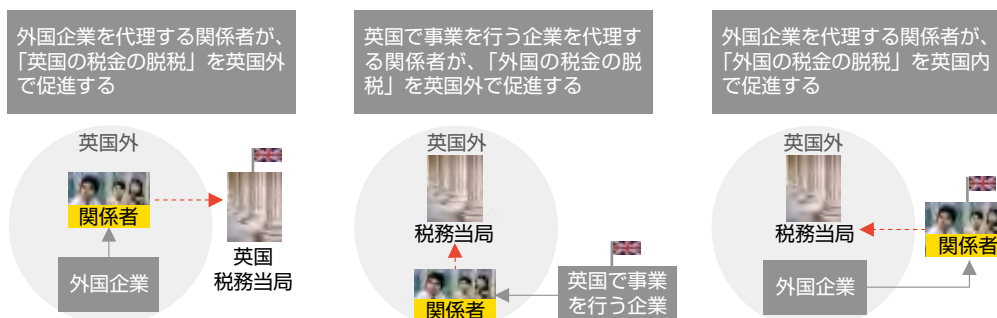 外国企業を代理する関係者が、
「英国の税金の脱税」を英国外
で促進する
英国外
関係者
外国企業
英国
税務当局
英国で事業を行う企業を代理す
る関係者が、「外国の税金の脱
税」を英国外で促進する
英国外
税務当局
関係者
英国で事業
を行う企業
外国企業を代理する関係者が、
「外国の税金の脱税」を英国内
で促進する
英国外
税務当局
関係者
外国企業